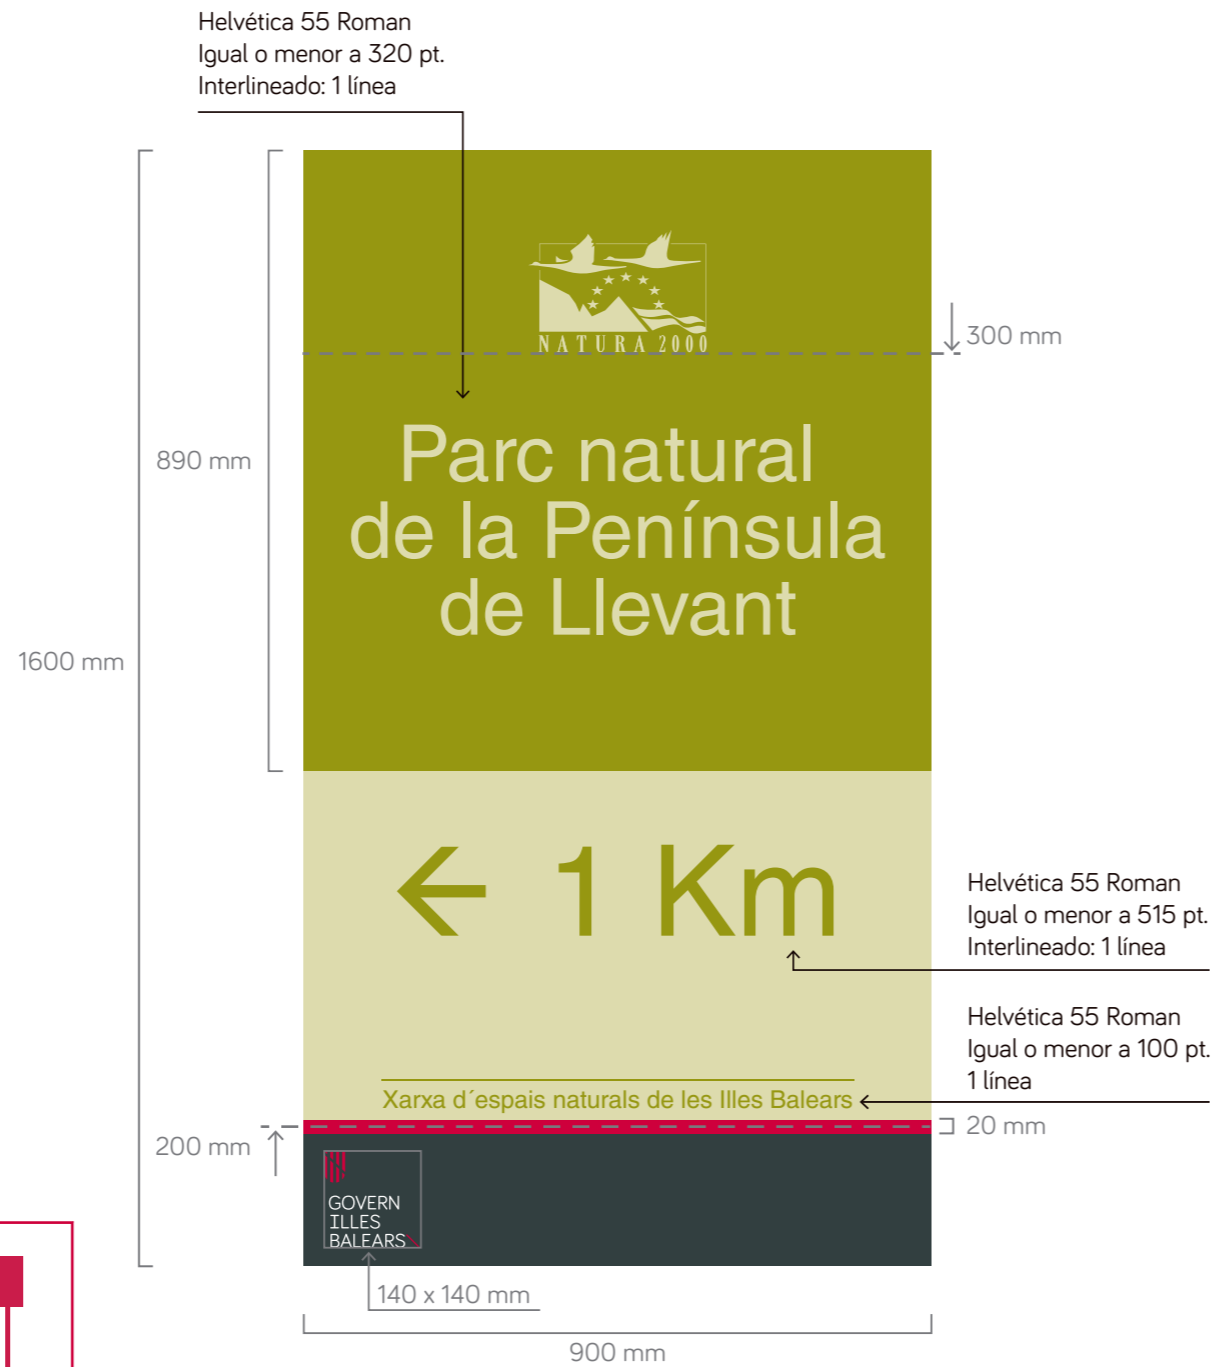 Helvética 55 Roman
Igual o menor a 320 pt.
Interlineado: 1 línea
NATURA 2000
300 mm
890 mm
Parc natural
de la Península
de Llevant
1600 mm
← 1 Km
Helvética 55 Roman
Igual o menor a 515 pt.
Interlineado: 1 línea
Helvética 55 Roman
Igual o menor a 100 pt.
1 línea
Xarxa d´espais naturals de les Illes Balears
20 mm
200 mm
GOVERN
ILLES
BALEARS
140 x 140 mm
900 mm